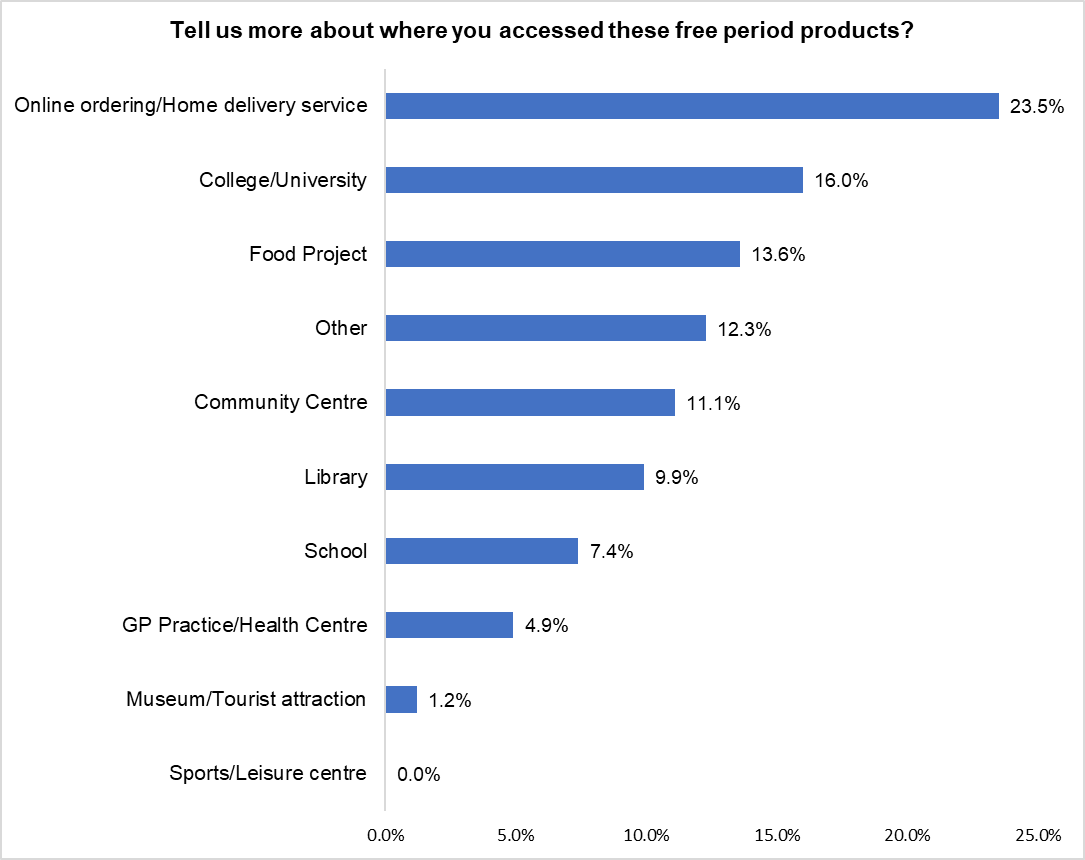 Tell us more about where you accessed these free period products?
Online ordering/Home delivery service 23.5%
College/University 16.0%
Food Project 13.6%
Other 12.3%
Community Centre 11.1%
Library 9.9%
School 7.4%
GP Practice/Health Centre 4.9%
Museum/Tourist attraction 1.2%
Sports/Leisure centre 0.0%
0.0% 5.0% 10.0% 15.0% 20.0% 25.0%